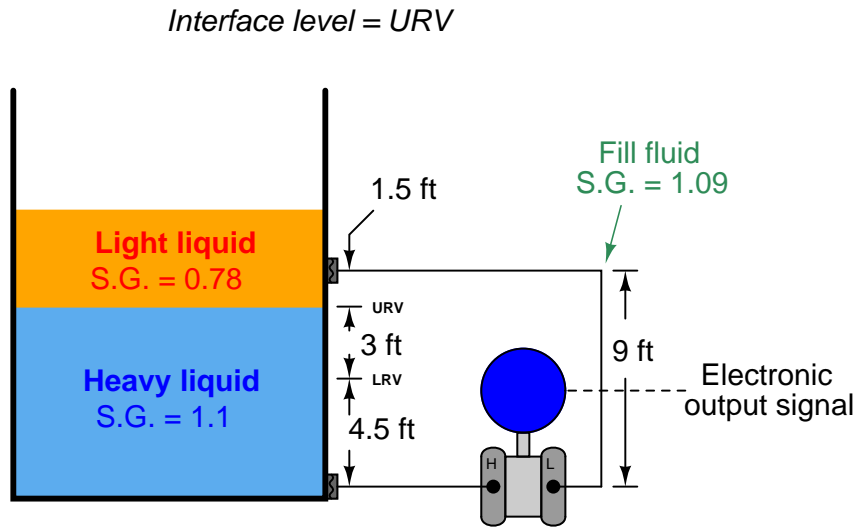 Interface level = URV
Fill fluid
S.G. = 1.09
1.5 ft
Light liquid
S.G. = 0.78
URV
3 ft
LRV
9 ft
Heavy liquid
S.G. = 1.1
4.5 ft
Electronic
output signal
H
L